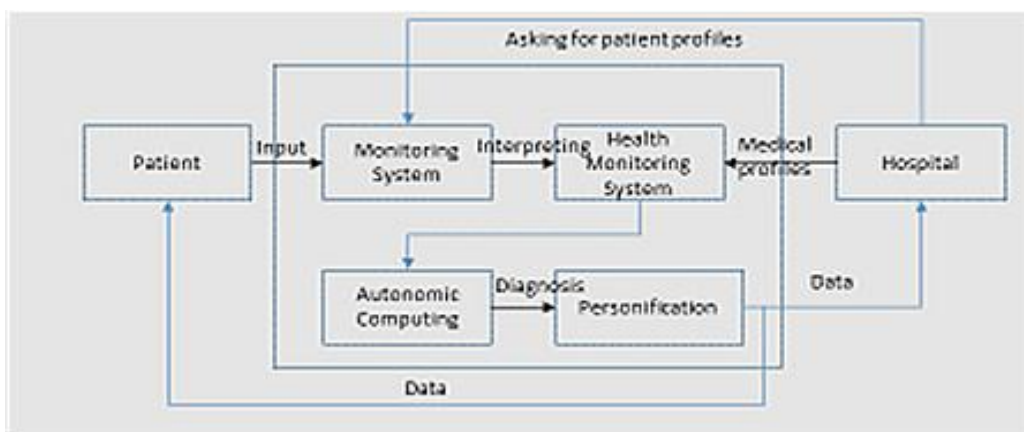 Asking for patient profiles
Patient
Input
Monitoring
System
Interpreting
Health
Monitoring
System
Medical
profiles
Hospital
Autonomic
Computing
Diagnosis
Personification
Data
Data